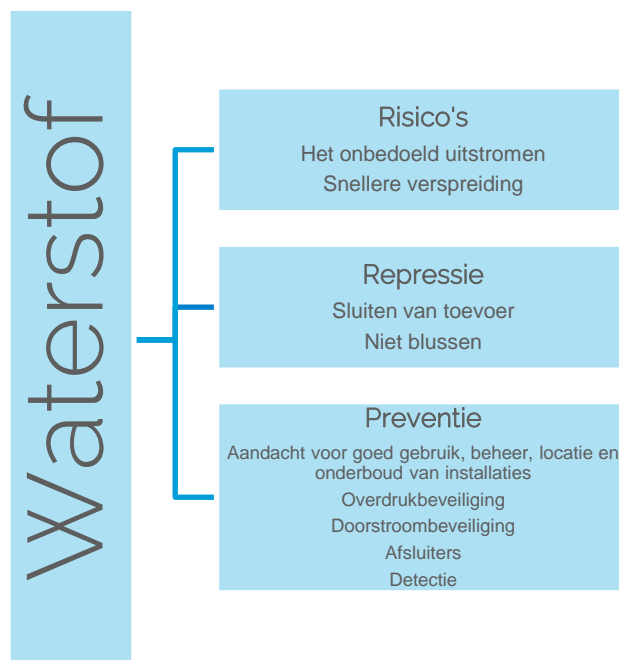 Waterstof
Risico's
Het onbedoeld uitstromen
Snellere verspreiding
Repressie
Sluiten van toevoer
Niet blussen
Preventie
Aandacht voor goed gebruik, beheer, locatie en
onderboud van installaties
Overdrukbeveiliging
Doorstroombeveiliging
Afsluiters
Detectie